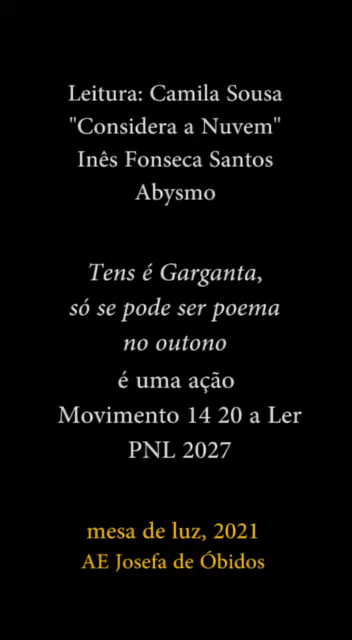 Leitura: Camila Sousa
"Considera a Nuvem"
Inês Fonseca Santos
Abysmo
Tens é Garganta,
só se pode ser poema
no outono
é uma ação
Movimento 14 20 a Ler
PNL 2027
mesa de luz, 2021
AE Josefa de Óbidos